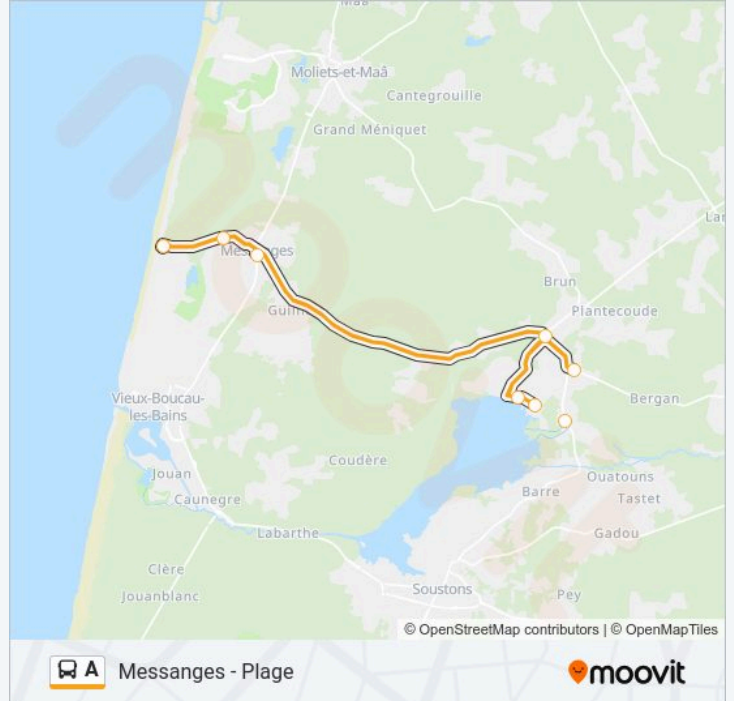 Maa
Moliets-et-Maâ
Cantegrouille
Grand Méniquet
Brun
Plantecoude
Bergan
Vieux-Boucau-
les-Bains
Coudère
Jouan
Caunegre
Ouatouns
Barre
Tastet
Labarthe
Gadou
Clère
Soustons
Pey
Jouanblanc
© OpenStreetMap contributors | © OpenMapTiles
A Messanges - Plage
moovit